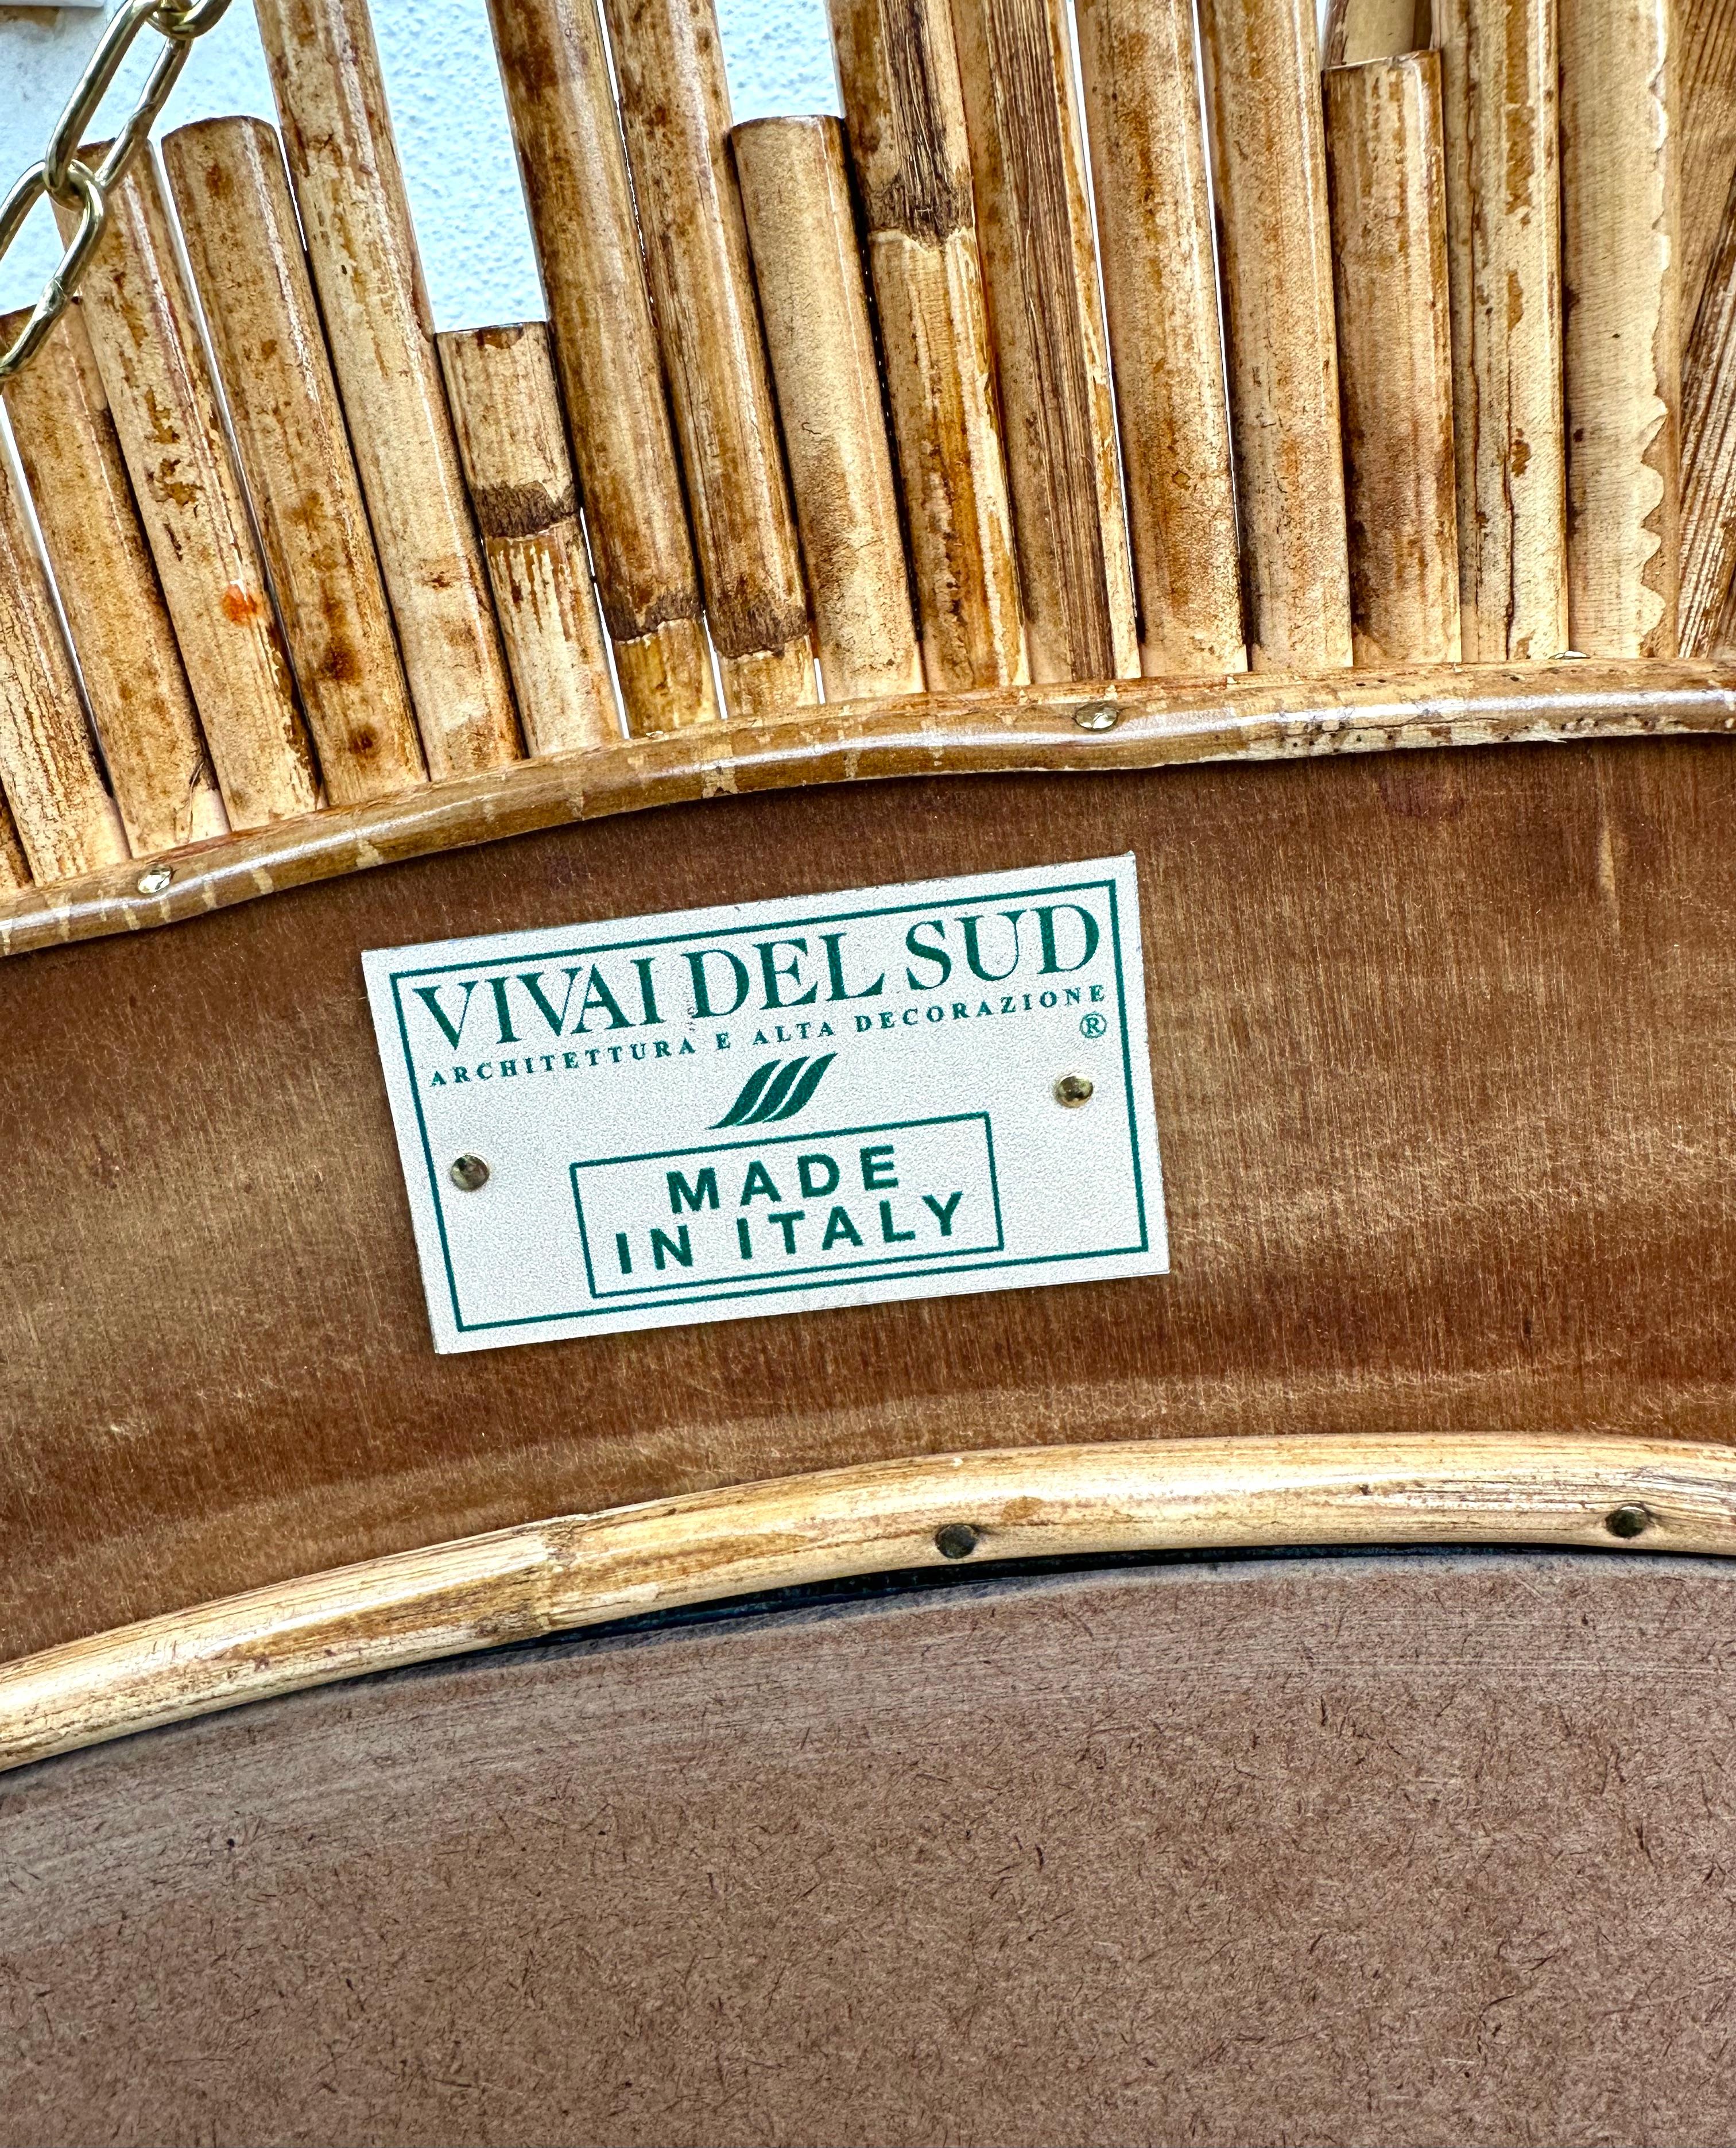 VIVAI DEL SUD
ARCHITETTURA E ALTA DECORAZIONE
®
MADE
IN ITALY